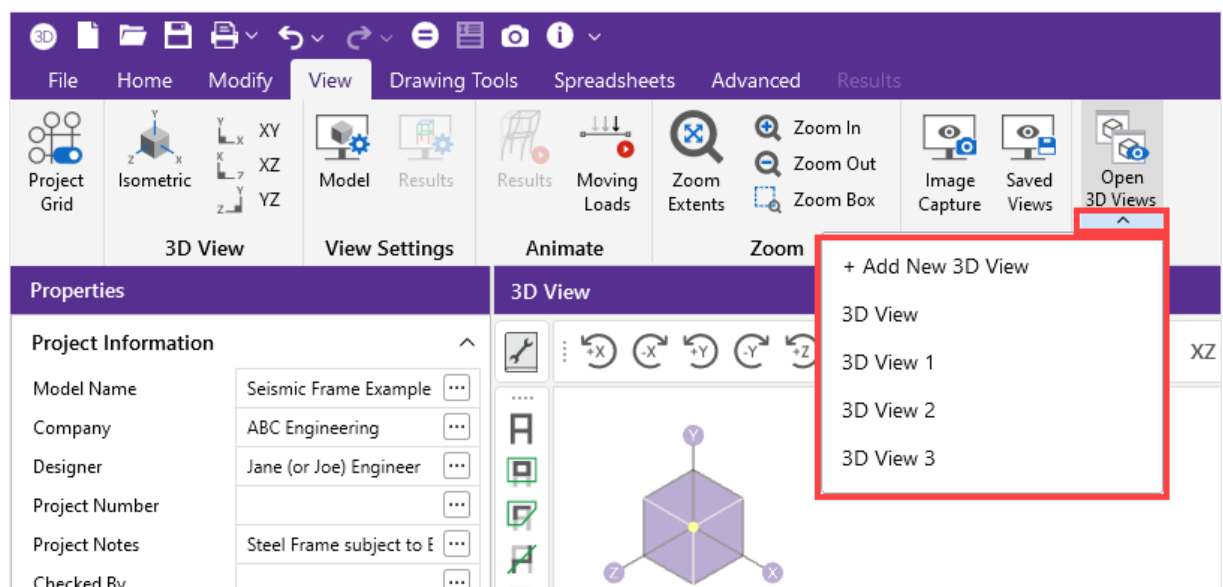 3D
File Home Modify View Drawing Tools Spreadsheets Advanced Results
Project Grid
Y
z
x
Isometric
Y
x
XY
X
z
XZ
Y
z
YZ
Model
Results
Results
Moving Loads
Zoom Extents
Zoom In
Zoom Out
Zoom Box
Image Capture
Saved Views
Open 3D Views
3D View
View Settings
Animate
Zoom
+ Add New 3D View
3D View
3D View 1
3D View 2
3D View 3
Properties
3D View
Project Information
Model Name Seismic Frame Example ...
Company ABC Engineering ...
Designer Jane (or Joe) Engineer ...
Project Number ...
Project Notes Steel Frame subject to E ...
Checked By ...
+X -X +Y -Y +Z XZ
Y
Z
X